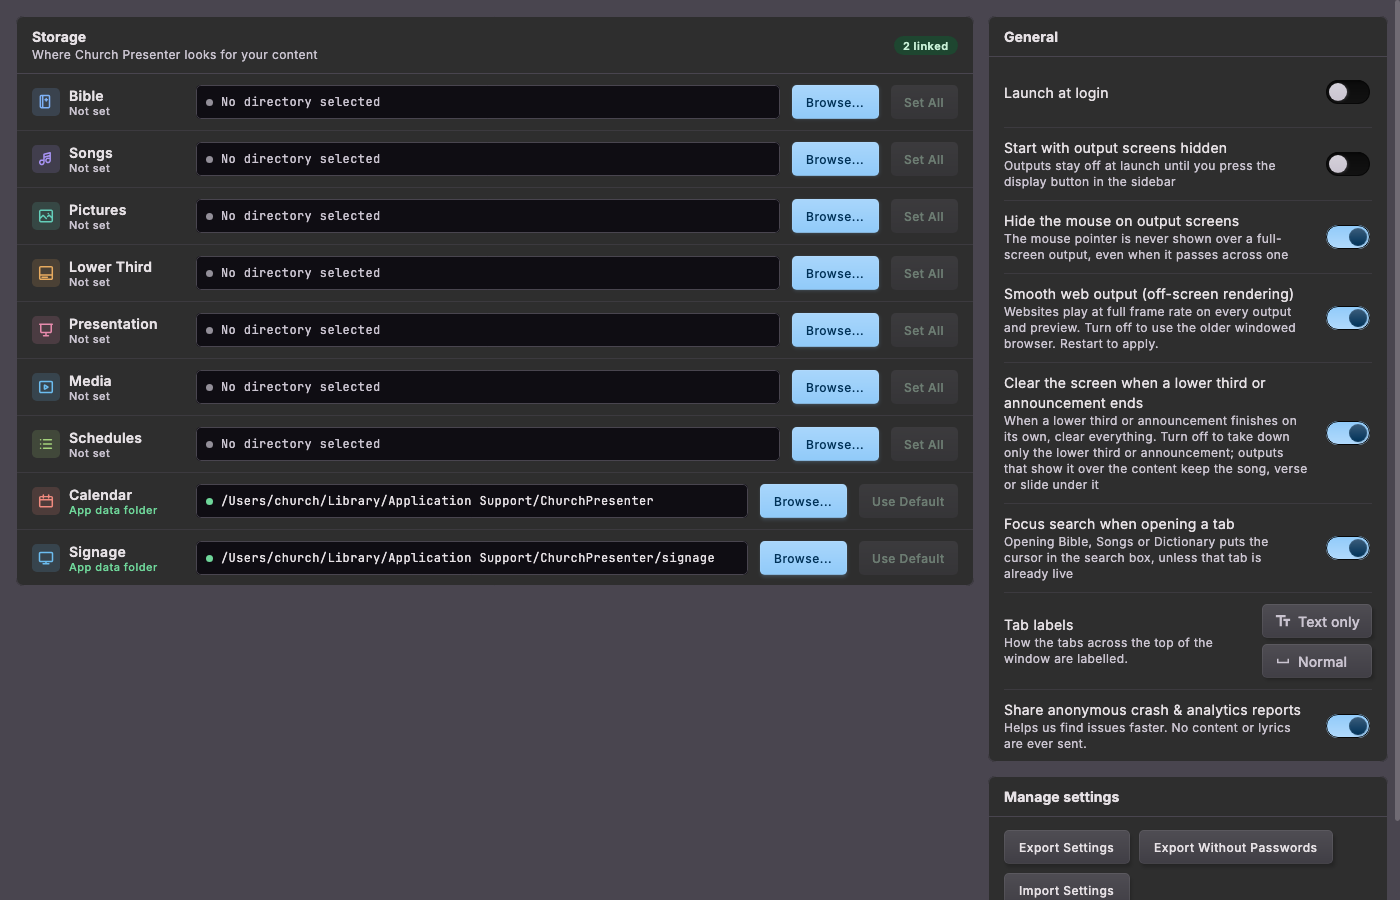 Storage
Where Church Presenter looks for your content
2 linked
Bible
Not set
No directory selected
Browse...
Set All
Songs
Not set
No directory selected
Browse...
Set All
Pictures
Not set
No directory selected
Browse...
Set All
Lower Third
Not set
No directory selected
Browse...
Set All
Presentation
Not set
No directory selected
Browse...
Set All
Media
Not set
No directory selected
Browse...
Set All
Schedules
Not set
No directory selected
Browse...
Set All
Calendar
App data folder
/Users/church/Library/Application Support/ChurchPresenter
Browse...
Use Default
Signage
App data folder
/Users/church/Library/Application Support/ChurchPresenter/signage
Browse...
Use Default
General
Launch at login
Start with output screens hidden
Outputs stay off at launch until you press the
display button in the sidebar
Hide the mouse on output screens
The mouse pointer is never shown over a full-
screen output, even when it passes across one
Smooth web output (off-screen rendering)
Websites play at full frame rate on every output
and preview. Turn off to use the older windowed
browser. Restart to apply.
Clear the screen when a lower third or
announcement ends
When a lower third or announcement finishes on
its own, clear everything. Turn off to take down
only the lower third or announcement; outputs
that show it over the content keep the song, verse
or slide under it
Focus search when opening a tab
Opening Bible, Songs or Dictionary puts the
cursor in the search box, unless that tab is
already live
Tab labels
How the tabs across the top of the
window are labelled.
Text only
Normal
Share anonymous crash & analytics reports
Helps us find issues faster. No content or lyrics
are ever sent.
Manage settings
Export Settings
Export Without Passwords
Import Settings